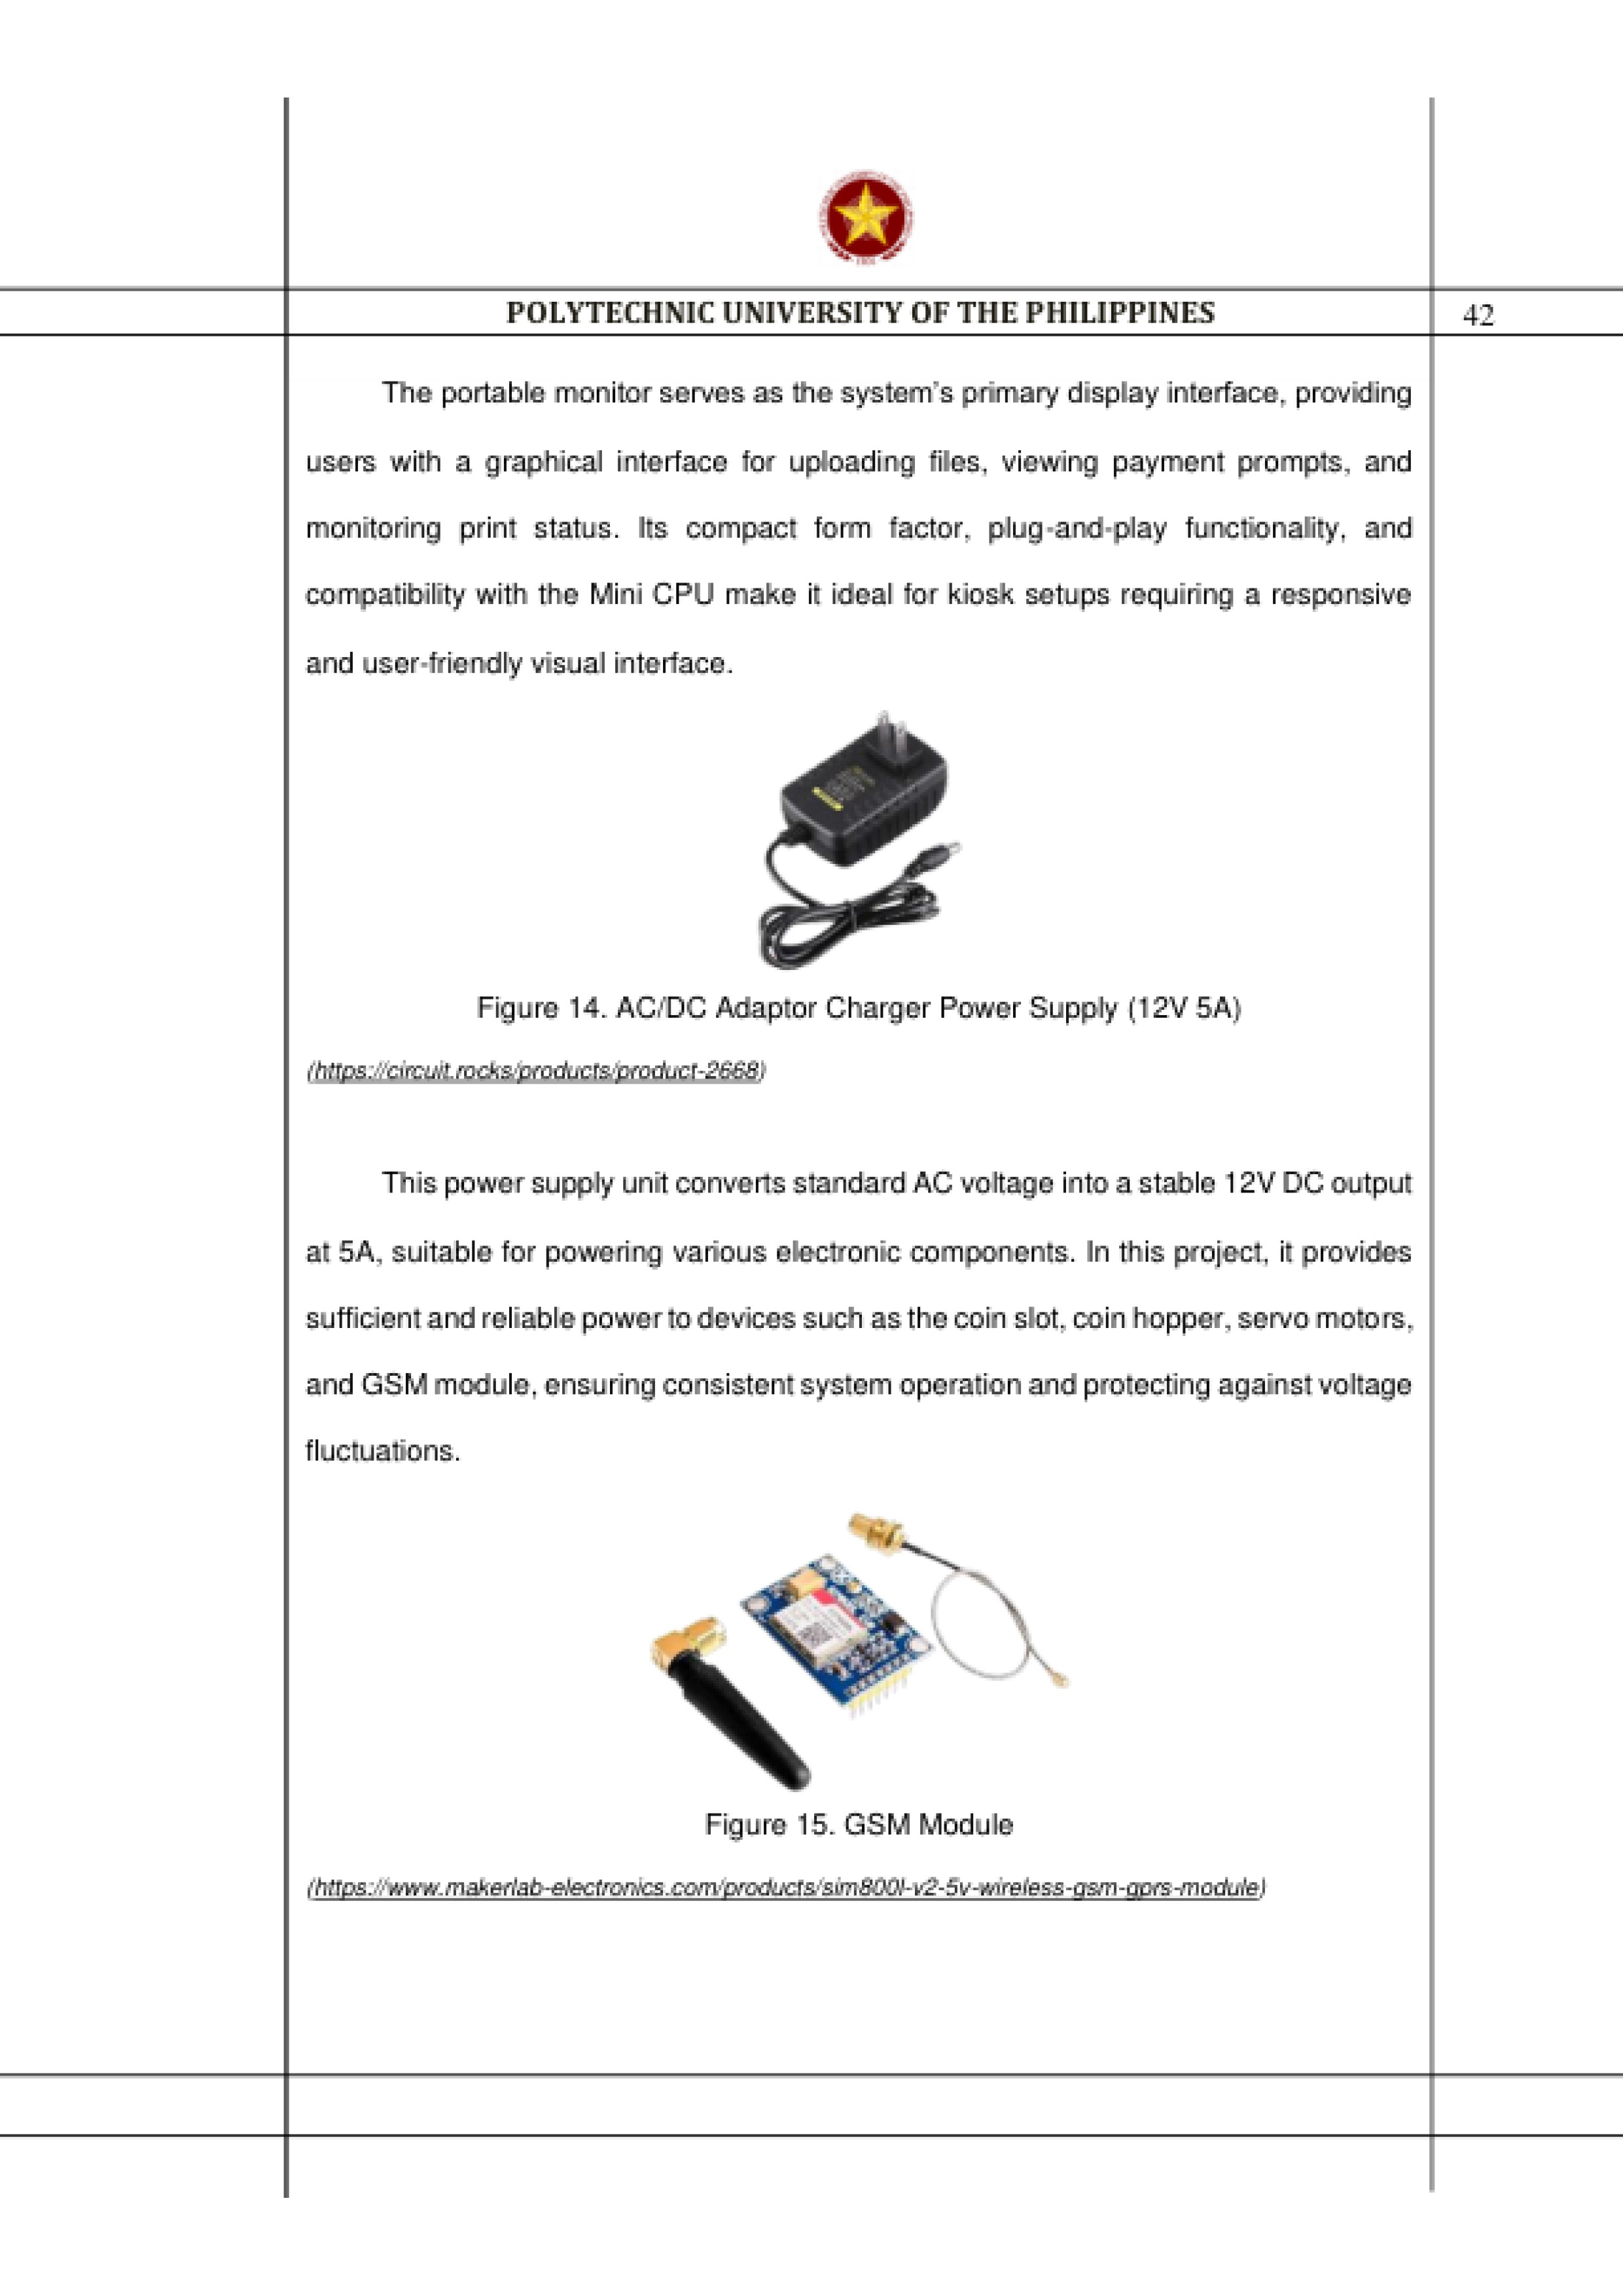 POLYTECHNIC UNIVERSITY OF THE PHILIPPINES
42
The portable monitor serves as the system’s primary display interface, providing
users with a graphical interface for uploading files, viewing payment prompts, and
monitoring print status. Its compact form factor, plug-and-play functionality, and
compatibility with the Mini CPU make it ideal for kiosk setups requiring a responsive
and user-friendly visual interface.
Figure 14. AC/DC Adaptor Charger Power Supply (12V 5A)
(https://circuit.rocks/products/product-2668)
This power supply unit converts standard AC voltage into a stable 12V DC output
at 5A, suitable for powering various electronic components. In this project, it provides
sufficient and reliable power to devices such as the coin slot, coin hopper, servo motors,
and GSM module, ensuring consistent system operation and protecting against voltage
fluctuations.
Figure 15. GSM Module
(https://www.makerlab-electronics.com/products/sim800l-v2-5v-wireless-gsm-gprs-module)